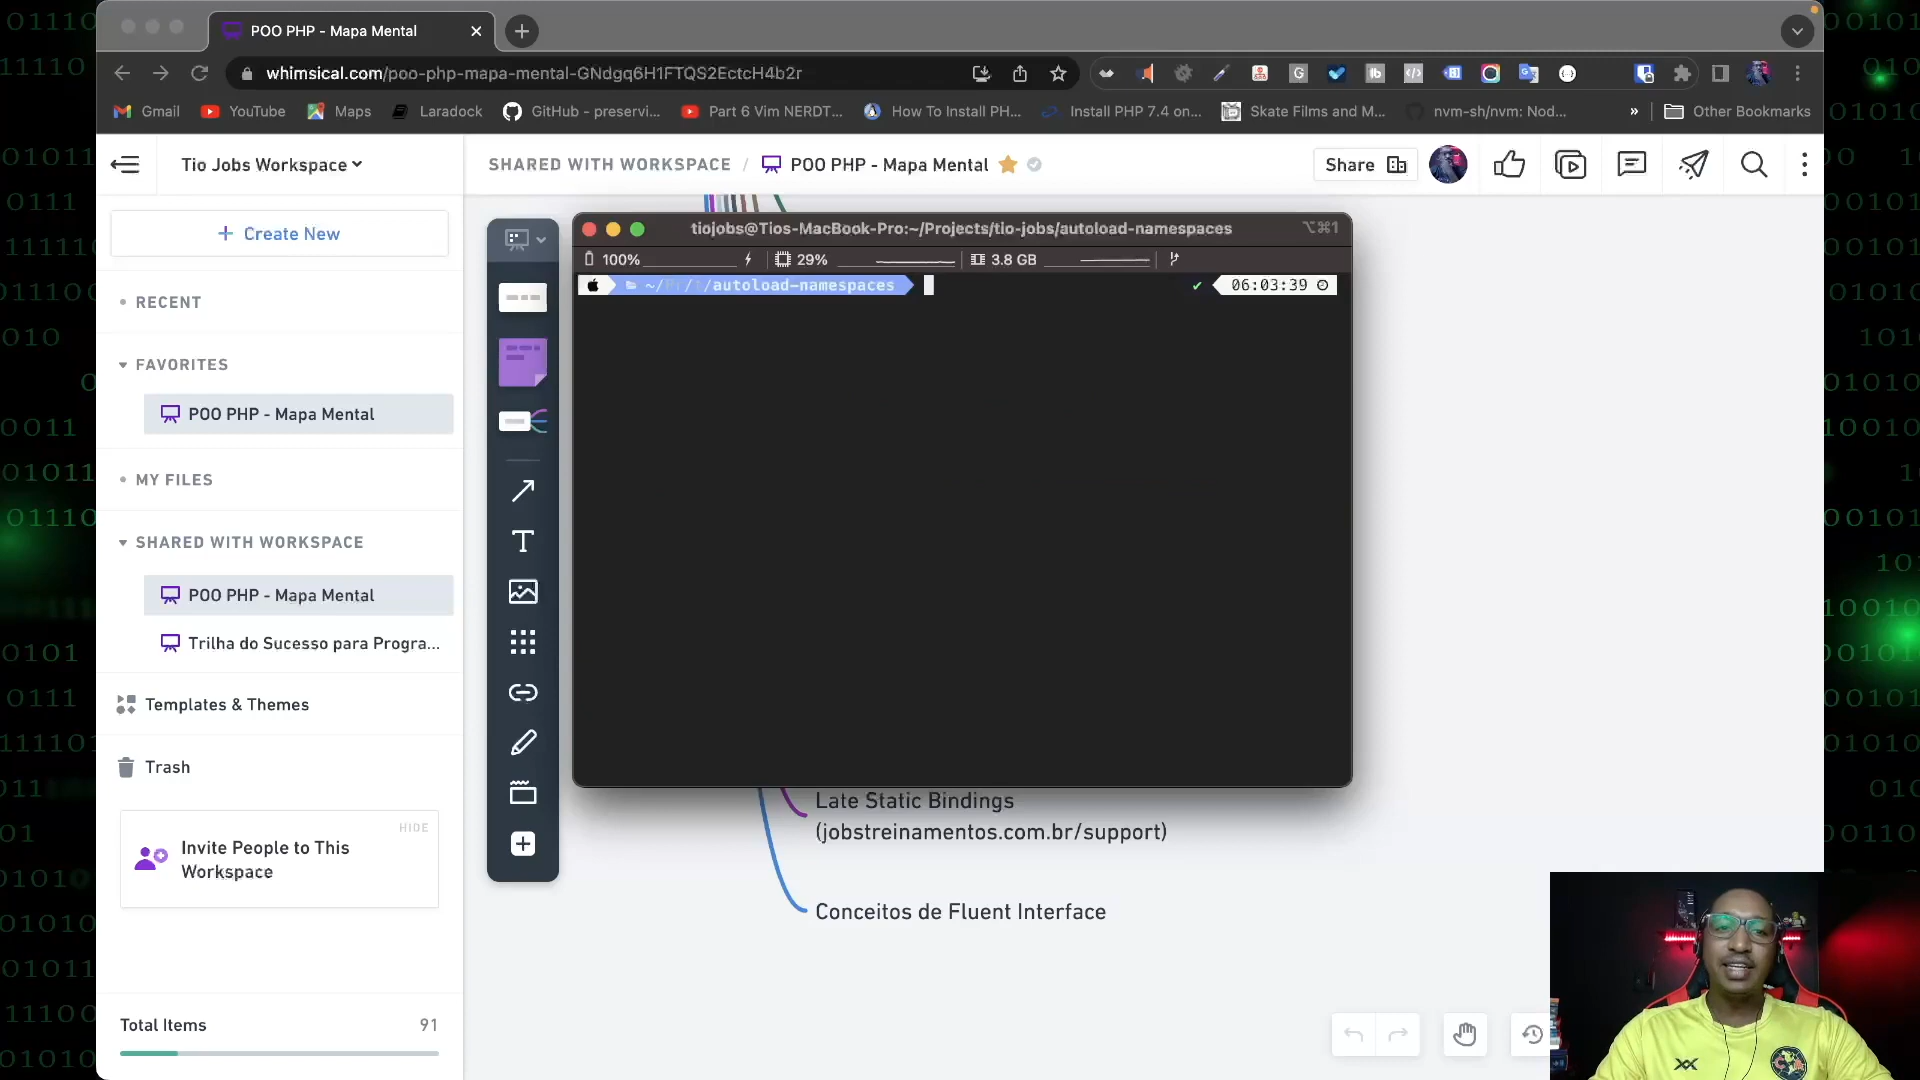 POO PHP - Mapa Mental
whimsical.com/poo-php-mapa-mental-GNdgq6H1FTQS2EctcH4b2r
Gmail
YouTube
Maps
Laradock
GitHub - preservi...
Part 6 Vim NERDT...
How To Install PH...
Install PHP 7.4 on...
Skate Films and M...
nvm-sh/nvm: Nod...
»
Other Bookmarks
Tio Jobs Workspace
SHARED WITH WORKSPACE / POO PHP - Mapa Mental
Share
+ Create New
RECENT
FAVORITES
POO PHP - Mapa Mental
MY FILES
SHARED WITH WORKSPACE
POO PHP - Mapa Mental
Trilha do Sucesso para Progra...
Templates & Themes
Trash
HIDE
Invite People to This
Workspace
Total Items 91
tiojobs@Tios-MacBook-Pro:~/Projects/tio-jobs/autoload-namespaces
⌥⌘1
100%
29%
3.8 GB
~/Pr/t/autoload-namespaces
✔ 06:03:39
Late Static Bindings
(jobstreinamentos.com.br/support)
Conceitos de Fluent Interface